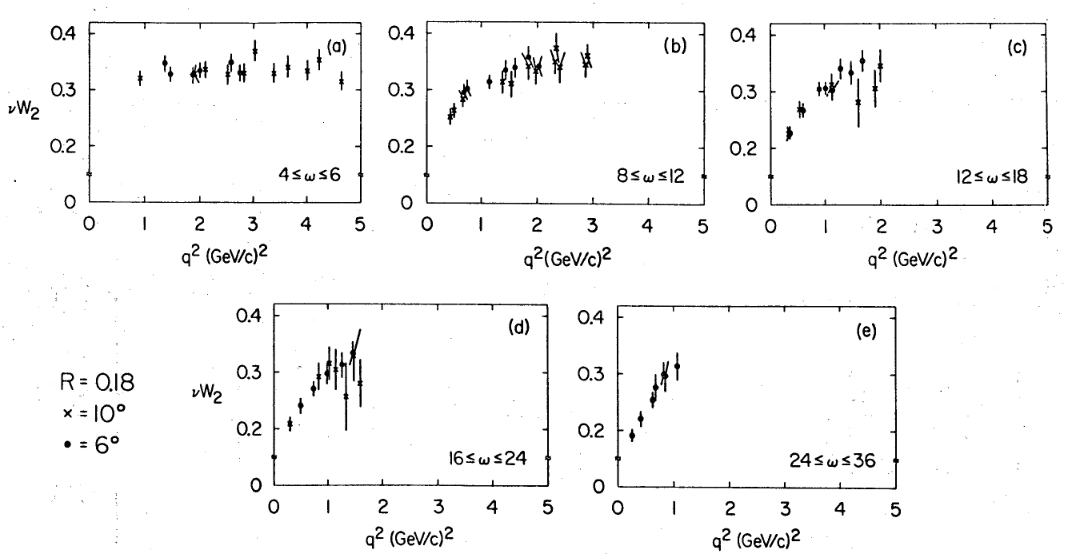 0.4
(a)
0.3
νW₂
0.2
4 ≤ ω ≤ 6
0
0 1 2 3 4 5
q² (GeV/c)²
0.4
(b)
0.3
0.2
8 ≤ ω ≤ 12
0
0 1 2 3 4 5
q² (GeV/c)²
0.4
(c)
0.3
0.2
12 ≤ ω ≤ 18
0
0 1 2 3 4 5
q² (GeV/c)²
R = 0.18
× = 10°
• = 6°
0.4
(d)
0.3
νW₂
0.2
16 ≤ ω ≤ 24
0
0 1 2 3 4 5
q² (GeV/c)²
0.4
(e)
0.3
0.2
24 ≤ ω ≤ 36
0
0 1 2 3 4 5
q² (GeV/c)²